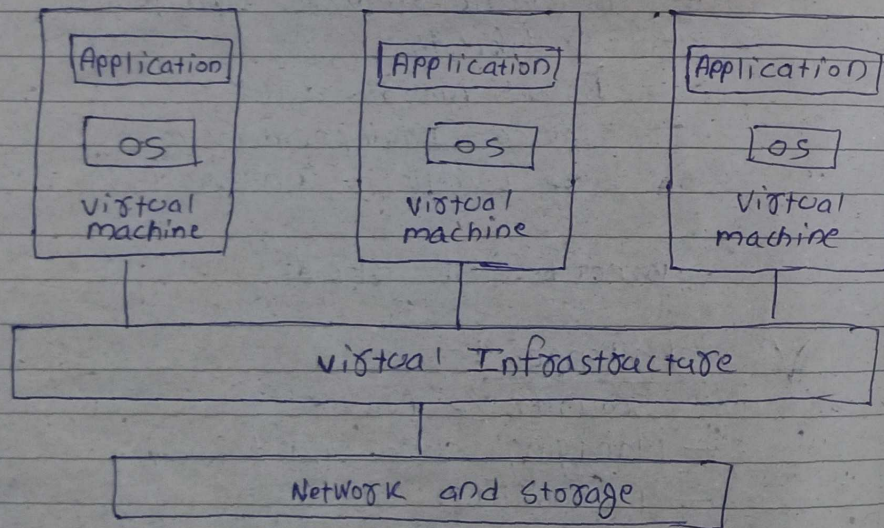 Application Application Application
OS OS OS
virtual virtual virtual
machine machine machine
virtual Infrastructure
Network and storage